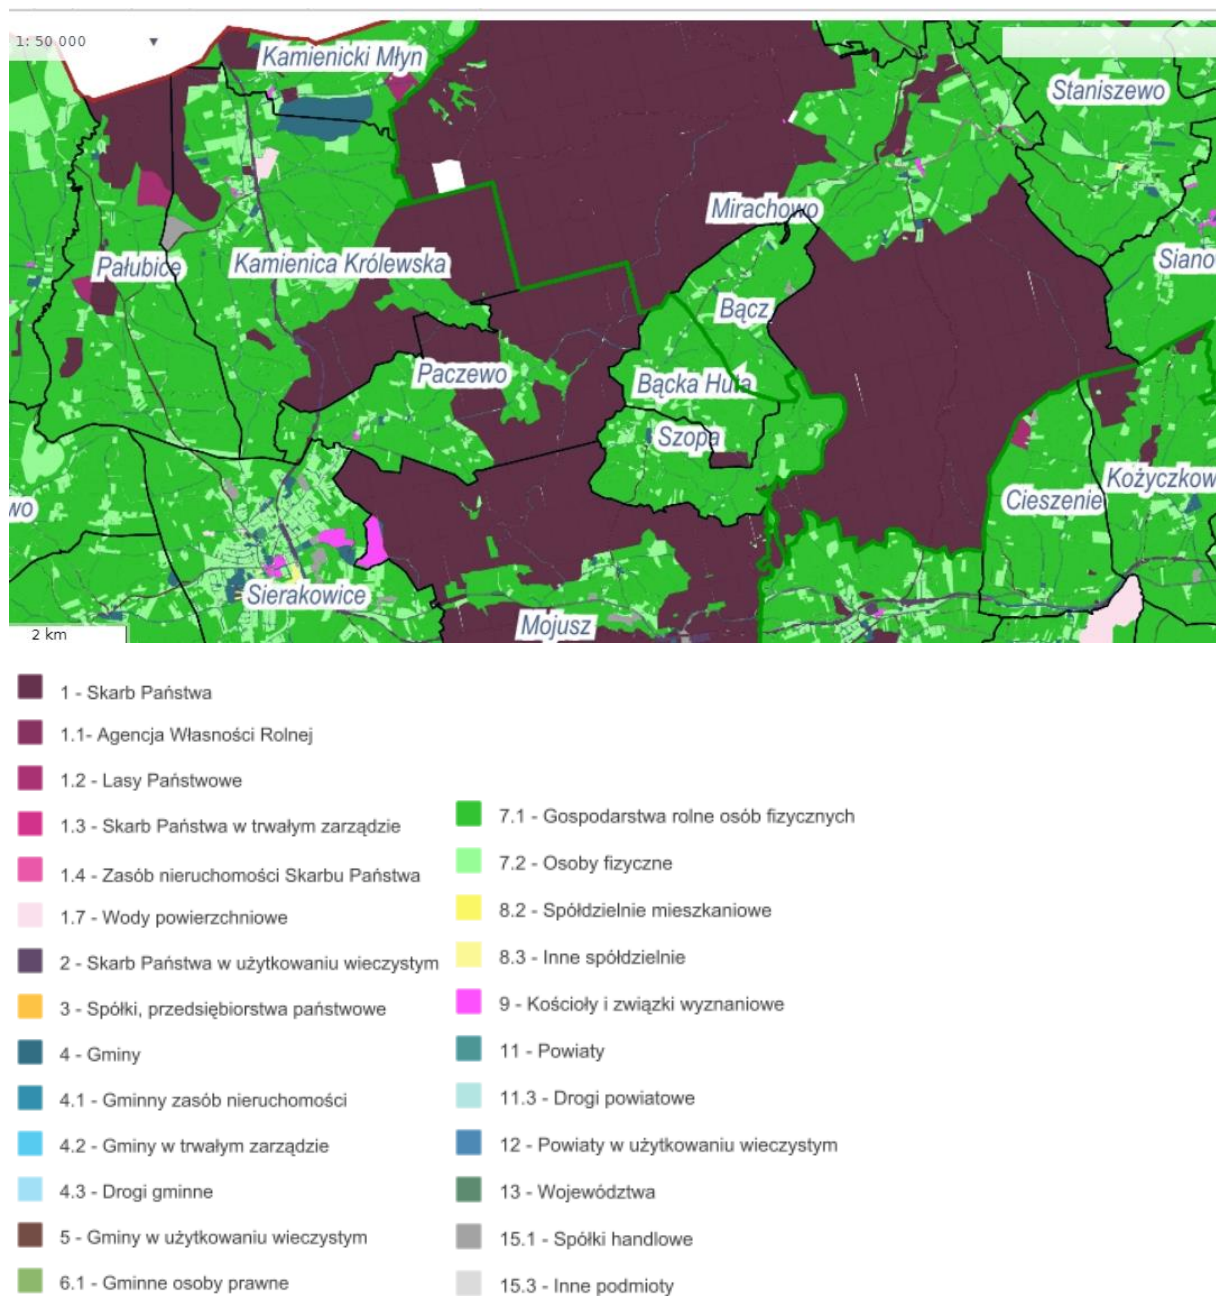 1: 50 000
Kamienicki Młyn
Staniszewo
Mirachowo
Pałubice
Kamienica Królewska
Siano
Bącz
Paczewo
Bącka Huta
Szopa
Cieszenie
Kożyczkow
wo
Sierakowice
Mojusz
2 km
1 - Skarb Państwa
1.1- Agencja Własności Rolnej
1.2 - Lasy Państwowe
1.3 - Skarb Państwa w trwałym zarządzie
1.4 - Zasób nieruchomości Skarbu Państwa
1.7 - Wody powierzchniowe
2 - Skarb Państwa w użytkowaniu wieczystym
3 - Spółki, przedsiębiorstwa państwowe
4 - Gminy
4.1 - Gminny zasób nieruchomości
4.2 - Gminy w trwałym zarządzie
4.3 - Drogi gminne
5 - Gminy w użytkowaniu wieczystym
6.1 - Gminne osoby prawne
7.1 - Gospodarstwa rolne osób fizycznych
7.2 - Osoby fizyczne
8.2 - Spółdzielnie mieszkaniowe
8.3 - Inne spółdzielnie
9 - Kościoły i związki wyznaniowe
11 - Powiaty
11.3 - Drogi powiatowe
12 - Powiaty w użytkowaniu wieczystym
13 - Województwa
15.1 - Spółki handlowe
15.3 - Inne podmioty